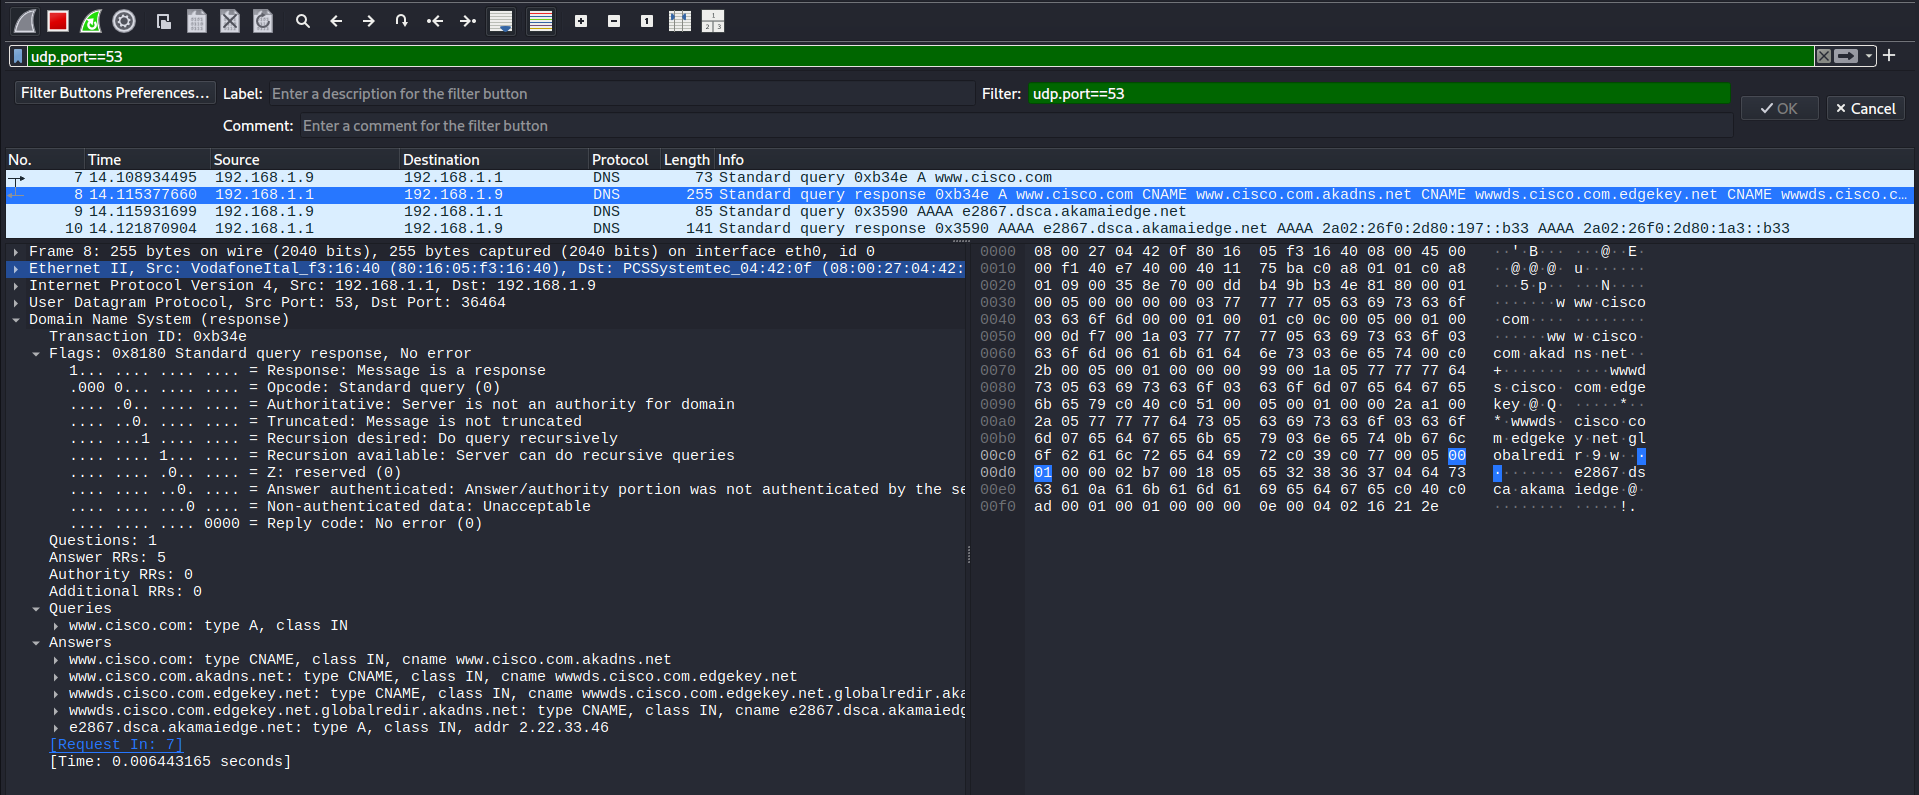 udp.port==53
Filter Buttons Preferences... Label: Enter a description for the filter button Filter: udp.port==53
OK Cancel
Comment: Enter a comment for the filter button
No. Time Source Destination Protocol Length Info
7 14.108934495 192.168.1.9 192.168.1.1 DNS 73 Standard query 0xb34e A www.cisco.com
8 14.115377660 192.168.1.1 192.168.1.9 DNS 255 Standard query response 0xb34e A www.cisco.com CNAME www.cisco.com.akadns.net CNAME wwwds.cisco.com.edgekey.net CNAME wwwds.cisco.c…
9 14.115931699 192.168.1.9 192.168.1.1 DNS 85 Standard query 0x3590 AAAA e2867.dsca.akamaiedge.net
10 14.121870904 192.168.1.1 192.168.1.9 DNS 141 Standard query response 0x3590 AAAA e2867.dsca.akamaiedge.net AAAA 2a02:26f0:2d80:197::b33 AAAA 2a02:26f0:2d80:1a3::b33
Frame 8: 255 bytes on wire (2040 bits), 255 bytes captured (2040 bits) on interface eth0, id 0
Ethernet II, Src: VodafoneItal_f3:16:40 (80:16:05:f3:16:40), Dst: PCSSystemtec_04:42:0f (08:00:27:04:42:
Internet Protocol Version 4, Src: 192.168.1.1, Dst: 192.168.1.9
User Datagram Protocol, Src Port: 53, Dst Port: 36464
Domain Name System (response)
Transaction ID: 0xb34e
Flags: 0x8180 Standard query response, No error
1... .... .... .... = Response: Message is a response
.000 0... .... .... = Opcode: Standard query (0)
.... .0.. .... .... = Authoritative: Server is not an authority for domain
.... ..0. .... .... = Truncated: Message is not truncated
.... ...1 .... .... = Recursion desired: Do query recursively
.... .... 1... .... = Recursion available: Server can do recursive queries
.... .... .0.. .... = Z: reserved (0)
.... .... ..0. .... = Answer authenticated: Answer/authority portion was not authenticated by the se
.... .... ...0 .... = Non-authenticated data: Unacceptable
.... .... .... 0000 = Reply code: No error (0)
Questions: 1
Answer RRs: 5
Authority RRs: 0
Additional RRs: 0
Queries
www.cisco.com: type A, class IN
Answers
www.cisco.com: type CNAME, class IN, cname www.cisco.com.akadns.net
www.cisco.com.akadns.net: type CNAME, class IN, cname wwwds.cisco.com.edgekey.net
wwwds.cisco.com.edgekey.net: type CNAME, class IN, cname wwwds.cisco.com.edgekey.net.globalredir.aka
wwwds.cisco.com.edgekey.net.globalredir.akadns.net: type CNAME, class IN, cname e2867.dsca.akamaiedg
e2867.dsca.akamaiedge.net: type A, class IN, addr 2.22.33.46
[Request In: 7]
[Time: 0.006443165 seconds]
0000 08 00 27 04 42 0f 80 16 05 f3 16 40 08 00 45 00 ··'·B··· ···@··E·
0010 00 f1 40 e7 40 00 40 11 75 ba c0 a8 01 01 c0 a8 ··@·@·@· u·······
0020 01 09 00 35 8e 70 00 dd b4 9b b3 4e 81 80 00 01 ···5·p·· ···N····
0030 00 05 00 00 00 00 03 77 77 77 05 63 69 73 63 6f ·······w ww·cisco
0040 03 63 6f 6d 00 00 01 00 01 c0 0c 00 05 00 01 00 ·com···· ········
0050 00 0d f7 00 1a 03 77 77 77 05 63 69 73 63 6f 03 ······ww w·cisco·
0060 63 6f 6d 06 61 6b 61 64 6e 73 03 6e 65 74 00 c0 com·akad ns·net··
0070 2b 00 05 00 01 00 00 00 99 00 1a 05 77 77 77 64 +······· ····wwwd
0080 73 05 63 69 73 63 6f 03 63 6f 6d 07 65 64 67 65 s·cisco· com·edge
0090 6b 65 79 c0 40 c0 51 00 05 00 01 00 00 2a a1 00 key·@·Q· ·····*··
00a0 2a 05 77 77 77 64 73 05 63 69 73 63 6f 03 63 6f *·wwwds· cisco·co
00b0 6d 07 65 64 67 65 6b 65 79 03 6e 65 74 0b 67 6c m·edgeke y·net·gl
00c0 6f 62 61 6c 72 65 64 69 72 c0 39 c0 77 00 05 00 obalredi r·9·w···
00d0 01 00 00 02 b7 00 18 05 65 32 38 36 37 04 64 73 ········ e2867·ds
00e0 63 61 0a 61 6b 61 6d 61 69 65 64 67 65 c0 40 c0 ca·akama iedge·@·
00f0 ad 00 01 00 01 00 00 00 0e 00 04 02 16 21 2e ········ ·····!.